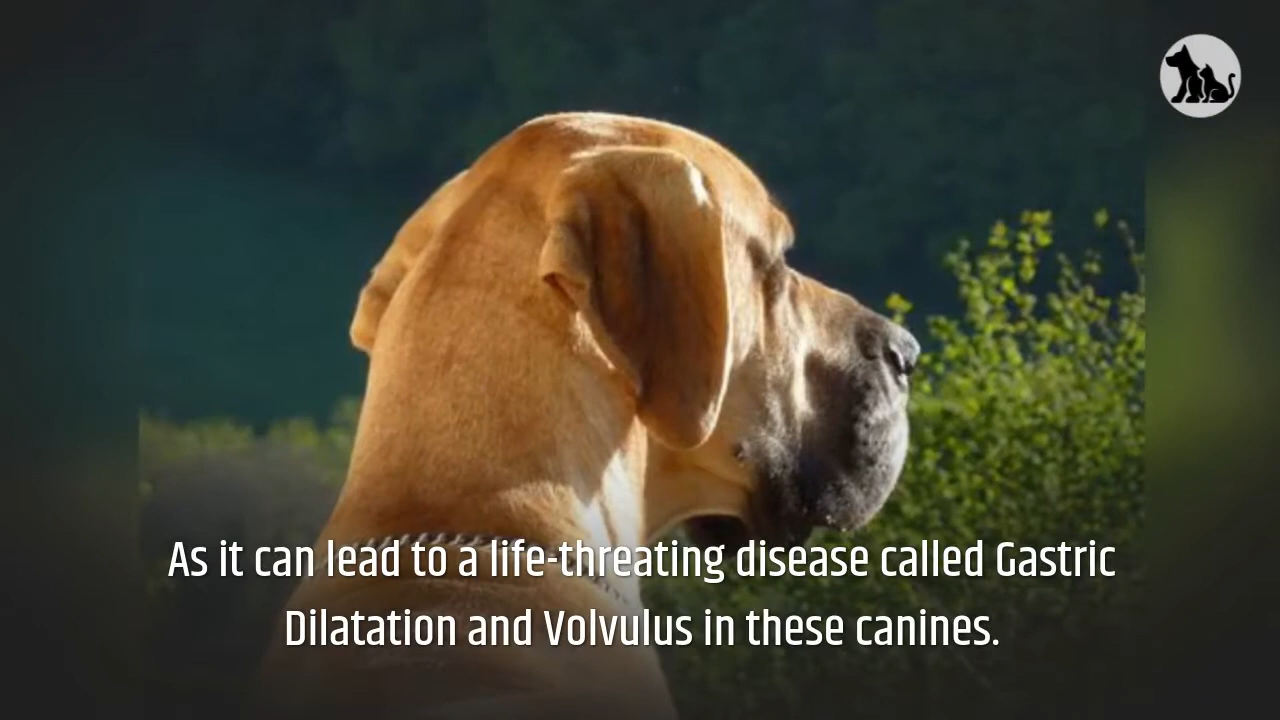 As it can lead to a life-threating disease called Gastric
Dilatation and Volvulus in these canines.